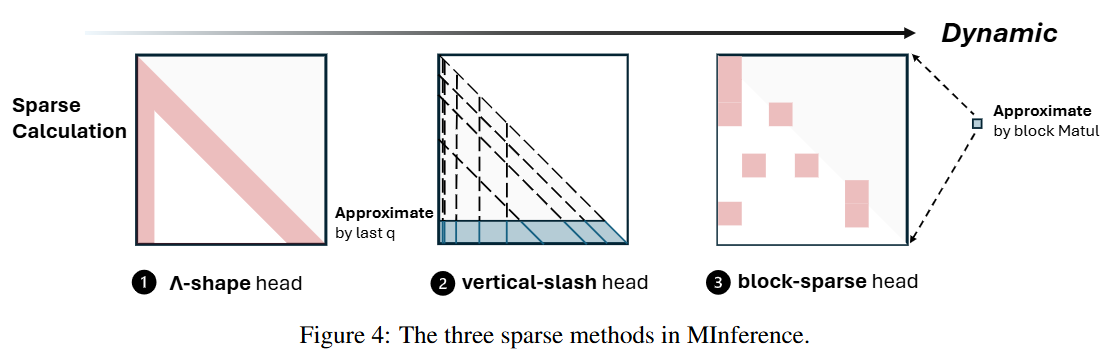 Dynamic
Sparse
Calculation
Approximate
by last q
Approximate
by block Matul
1 Λ-shape head
2 vertical-slash head
3 block-sparse head
Figure 4: The three sparse methods in MInference.